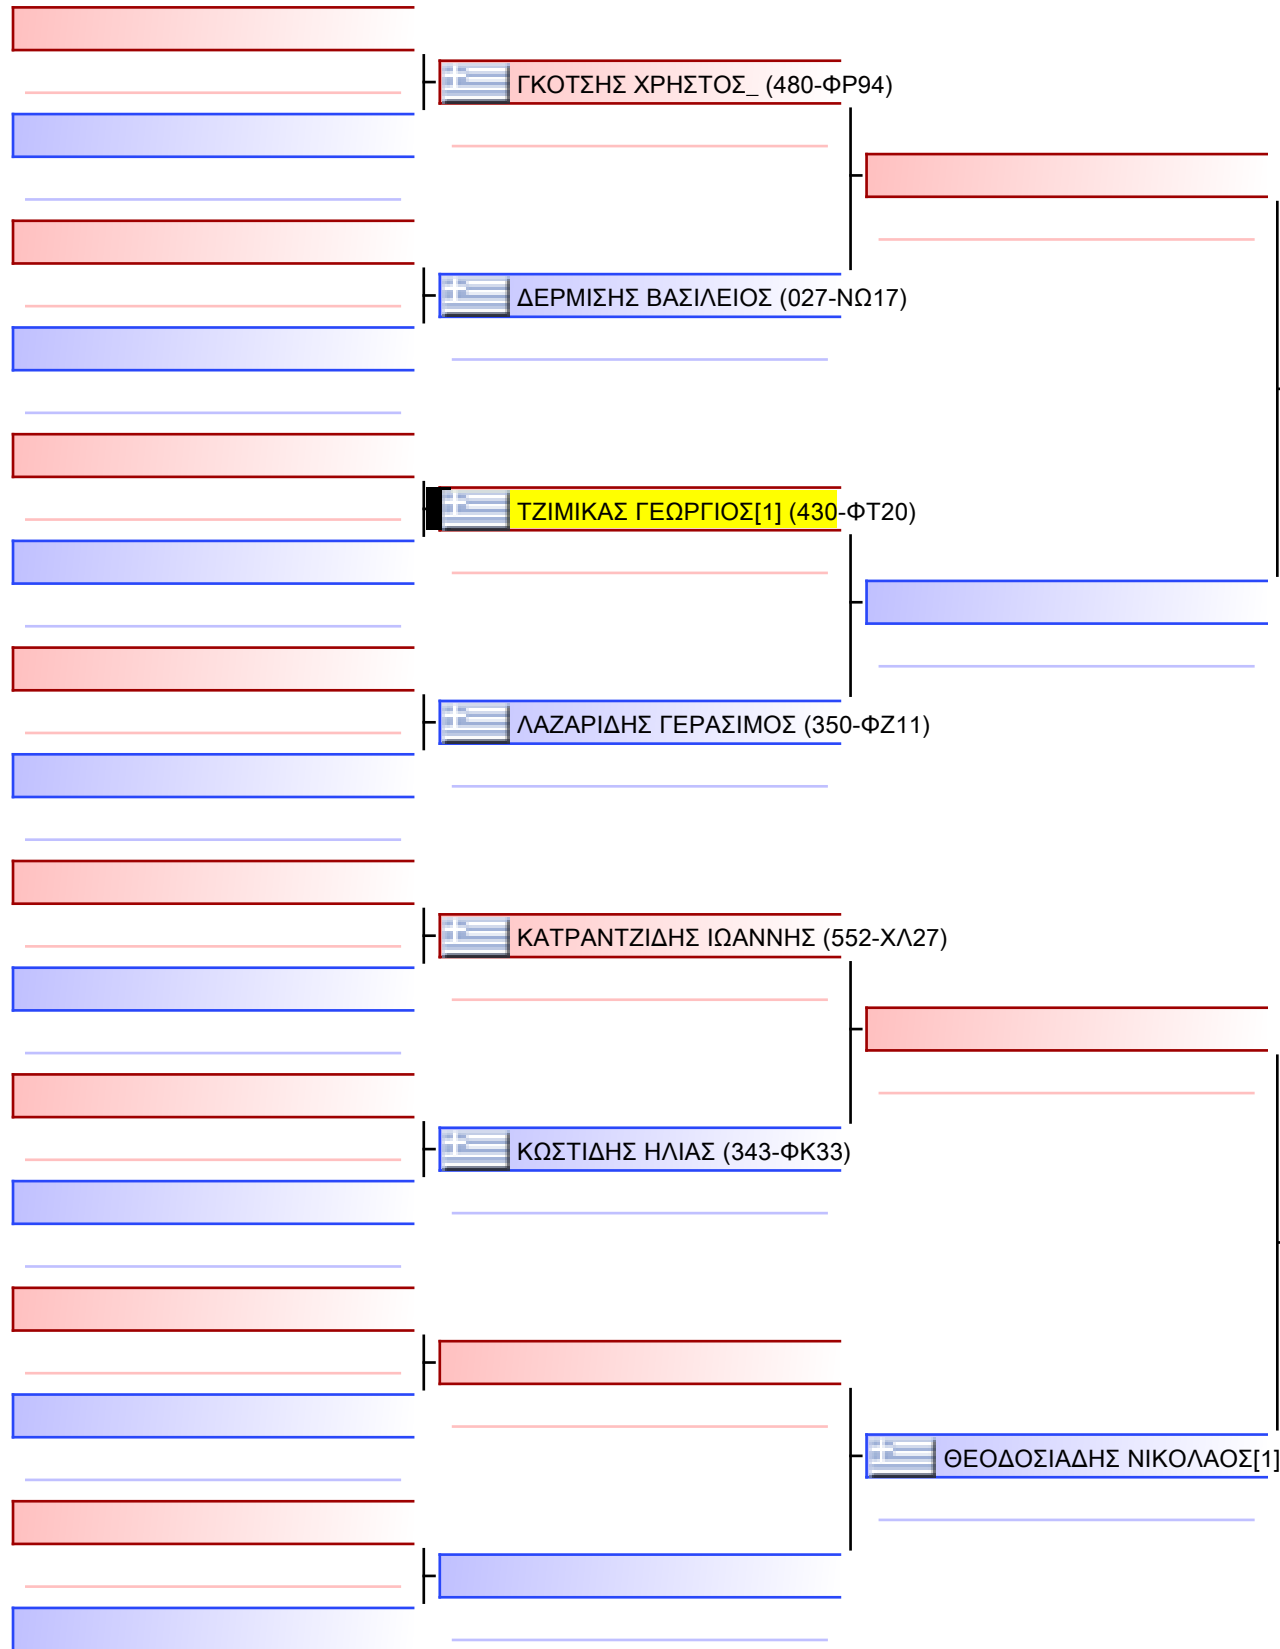 ΓΚΟΤΣΗΣ ΧΡΗΣΤΟΣ_ (480-ΦΡ94)
ΔΕΡΜΙΣΗΣ ΒΑΣΙΛΕΙΟΣ (027-ΝΩ17)
ΤΖΙΜΙΚΑΣ ΓΕΩΡΓΙΟΣ[1] (430-ΦΤ20)
ΛΑΖΑΡΙΔΗΣ ΓΕΡΑΣΙΜΟΣ (350-ΦΖ11)
ΚΑΤΡΑΝΤΖΙΔΗΣ ΙΩΑΝΝΗΣ (552-ΧΛ27)
ΚΩΣΤΙΔΗΣ ΗΛΙΑΣ (343-ΦΚ33)
ΘΕΟΔΟΣΙΑΔΗΣ ΝΙΚΟΛΑΟΣ[1]